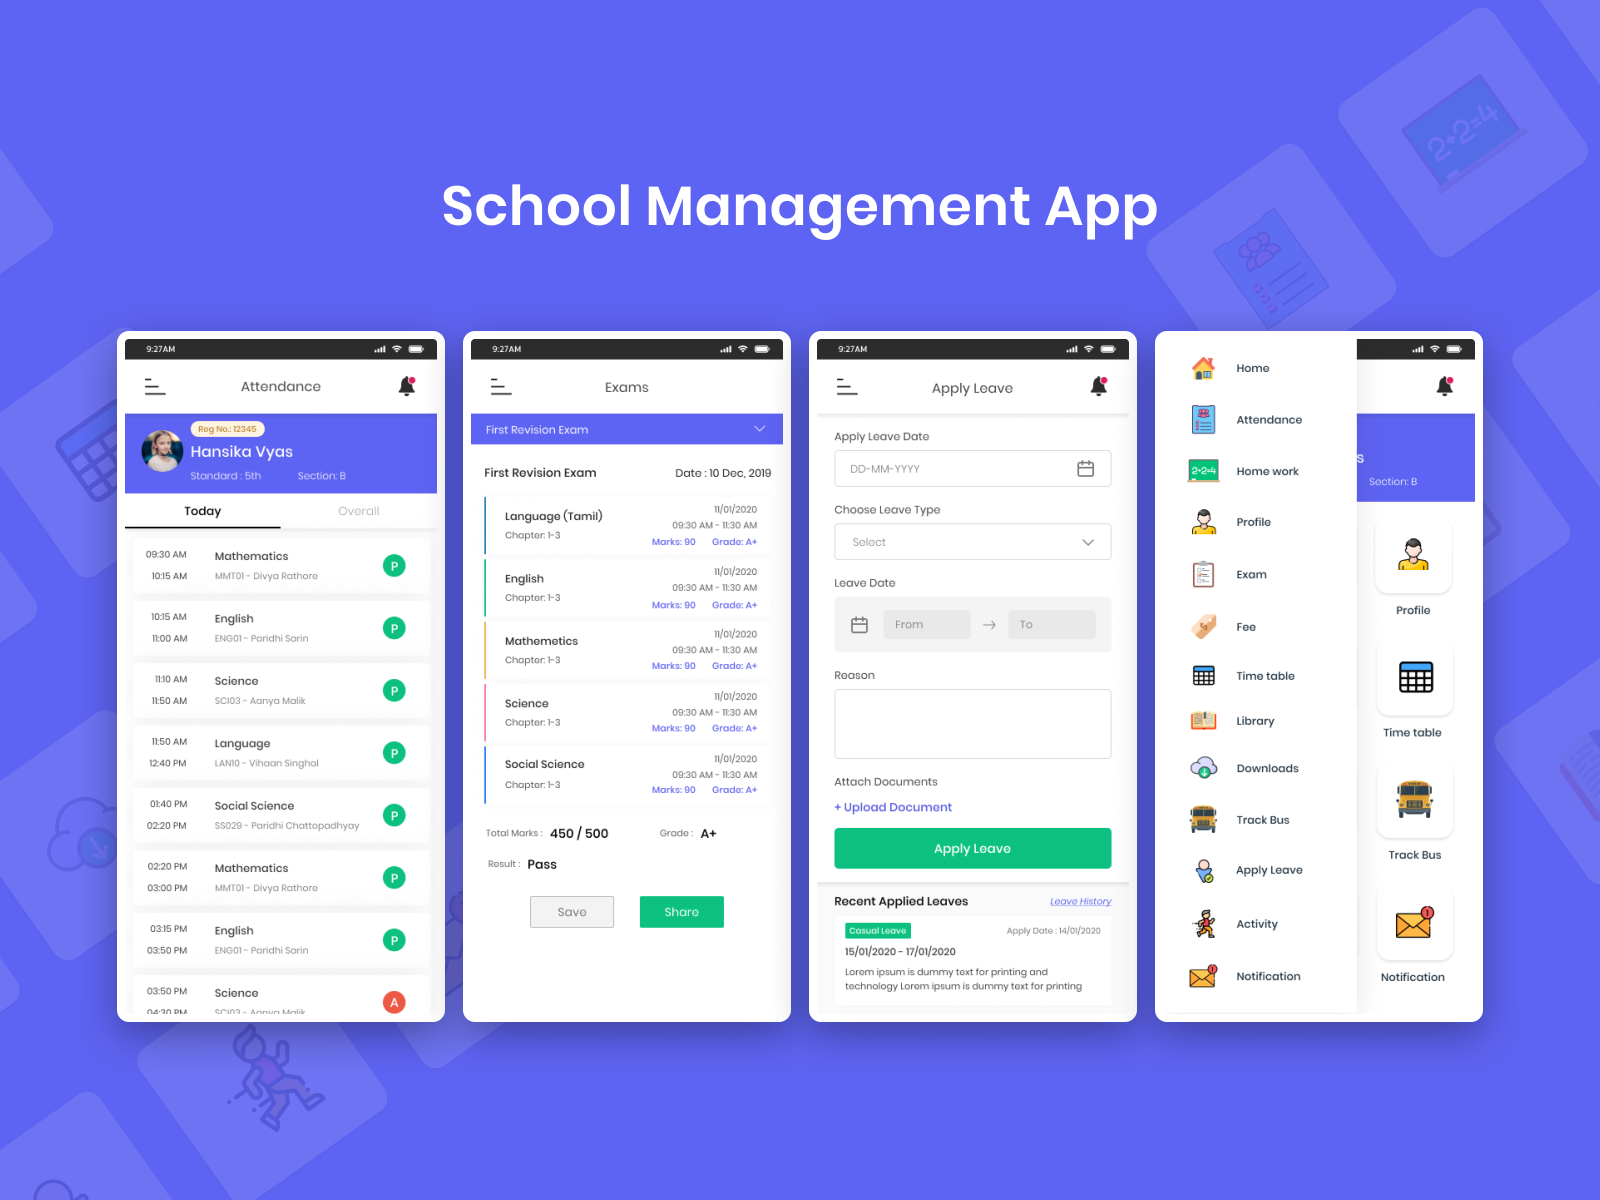 School Management App
9:27AM
Attendance
Reg No.: 12345
Hansika Vyas
Standard : 5th Section: B
Today Overall
09:30 AM Mathematics
10:15 AM MMT01 - Divya Rathore P
10:15 AM English
11:00 AM ENG01 - Paridhi Sarin P
11:10 AM Science
11:50 AM SCI03 - Aanya Malik P
11:50 AM Language
12:40 PM LAN10 - Vihaan Singhal P
01:40 PM Social Science
02:20 PM SS029 - Paridhi Chattopadhyay P
02:20 PM Mathematics
03:00 PM MMT01 - Divya Rathore P
03:15 PM English
03:50 PM ENG01 - Paridhi Sarin P
03:50 PM Science A
04:30 PM SCI03 - Aanya Malik
9:27AM
Exams
First Revision Exam
First Revision Exam Date : 10 Dec, 2019
Language (Tamil) 11/01/2020
Chapter: 1-3 09:30 AM - 11:30 AM
Marks: 90 Grade: A+
English 11/01/2020
Chapter: 1-3 09:30 AM - 11:30 AM
Marks: 90 Grade: A+
Mathemetics 11/01/2020
Chapter: 1-3 09:30 AM - 11:30 AM
Marks: 90 Grade: A+
Science 11/01/2020
Chapter: 1-3 09:30 AM - 11:30 AM
Marks: 90 Grade: A+
Social Science 11/01/2020
Chapter: 1-3 09:30 AM - 11:30 AM
Marks: 90 Grade: A+
Total Marks : 450 / 500 Grade : A+
Result : Pass
Save Share
9:27AM
Apply Leave
Apply Leave Date
DD-MM-YYYY
Choose Leave Type
Select
Leave Date
From → To
Reason
Attach Documents
+ Upload Document
Apply Leave
Recent Applied Leaves Leave History
Casual Leave Apply Date : 14/01/2020
15/01/2020 - 17/01/2020
Lorem ipsum is dummy text for printing and
technology Lorem ipsum is dummy text for printing
Home
Attendance
2+2=4 Home work
Profile
Exam
Fee
Time table
Library
Downloads
Track Bus
Apply Leave
Activity
Notification
s
Section: B
Profile
Time table
Track Bus
Notification
2+2=4